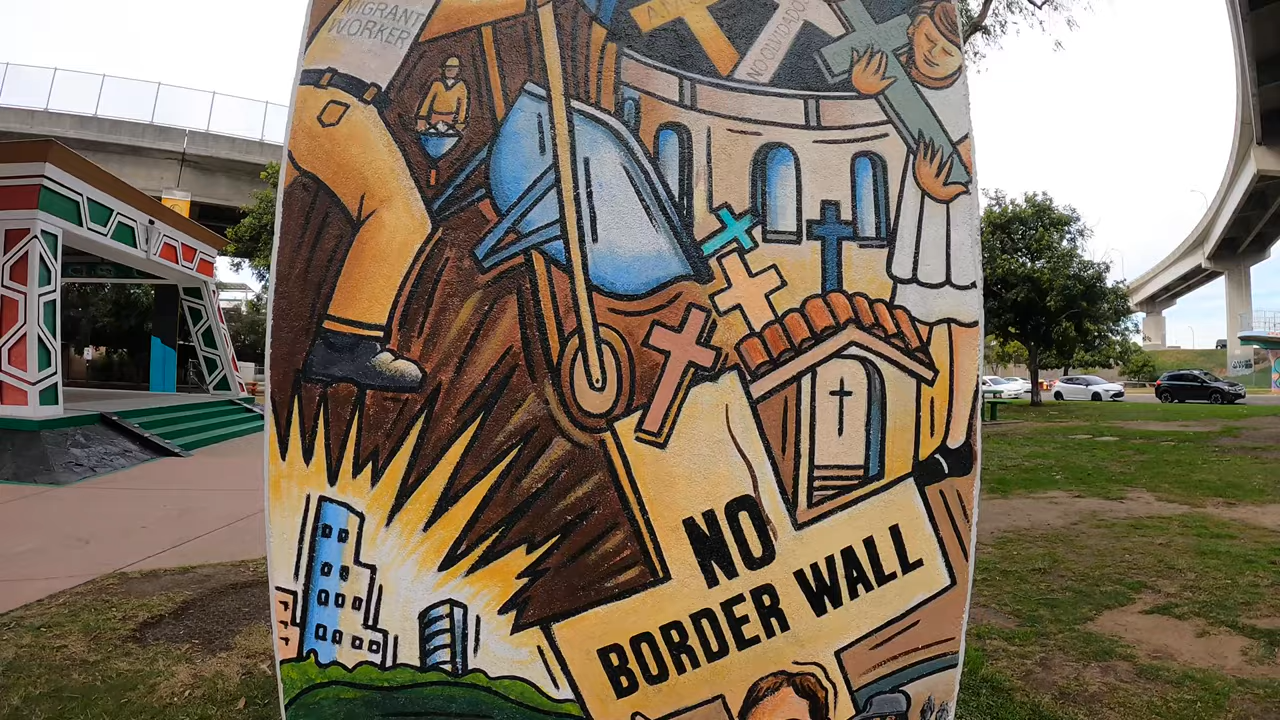 MIGRANT
WORKER
NO OLVIDADO
NO
BORDER WALL